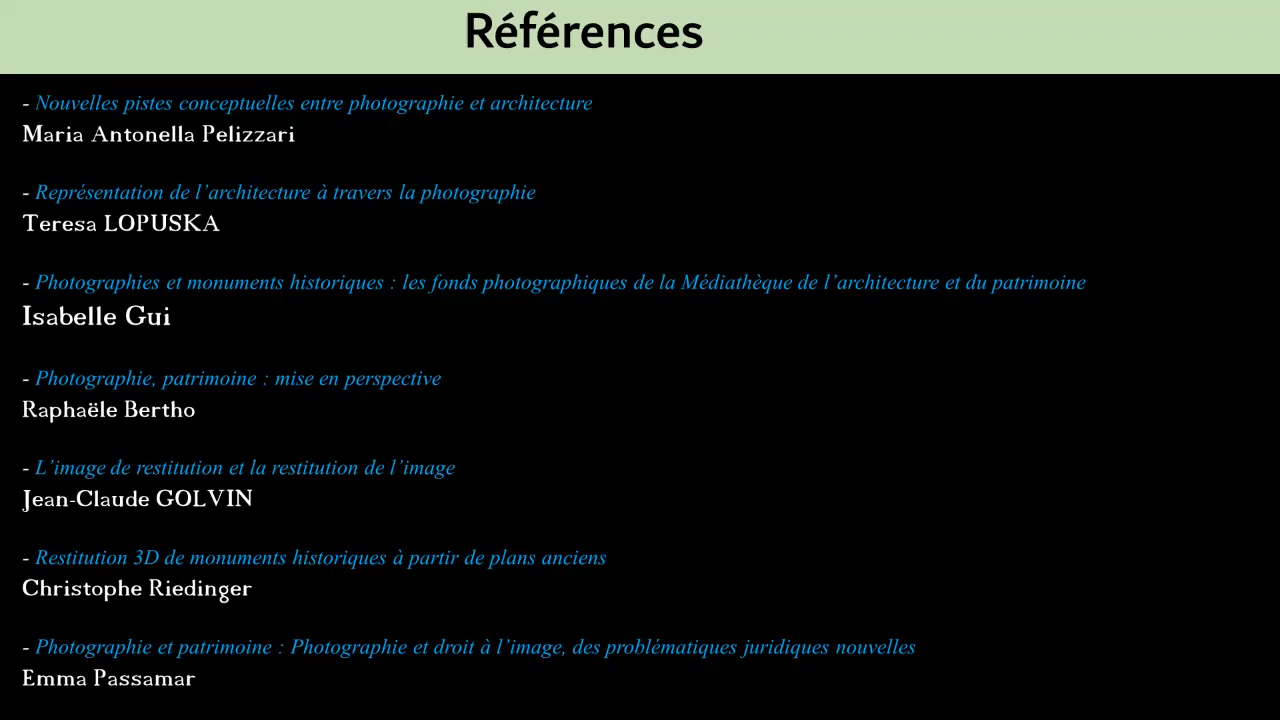 Références
- Nouvelles pistes conceptuelles entre photographie et architecture
Maria Antonella Pelizzari
- Représentation de l’architecture à travers la photographie
Teresa LOPUSKA
- Photographies et monuments historiques : les fonds photographiques de la Médiathèque de l’architecture et du patrimoine
Isabelle Gui
- Photographie, patrimoine : mise en perspective
Raphaële Bertho
- L’image de restitution et la restitution de l’image
Jean-Claude GOLVIN
- Restitution 3D de monuments historiques à partir de plans anciens
Christophe Riedinger
- Photographie et patrimoine : Photographie et droit à l’image, des problématiques juridiques nouvelles
Emma Passamar